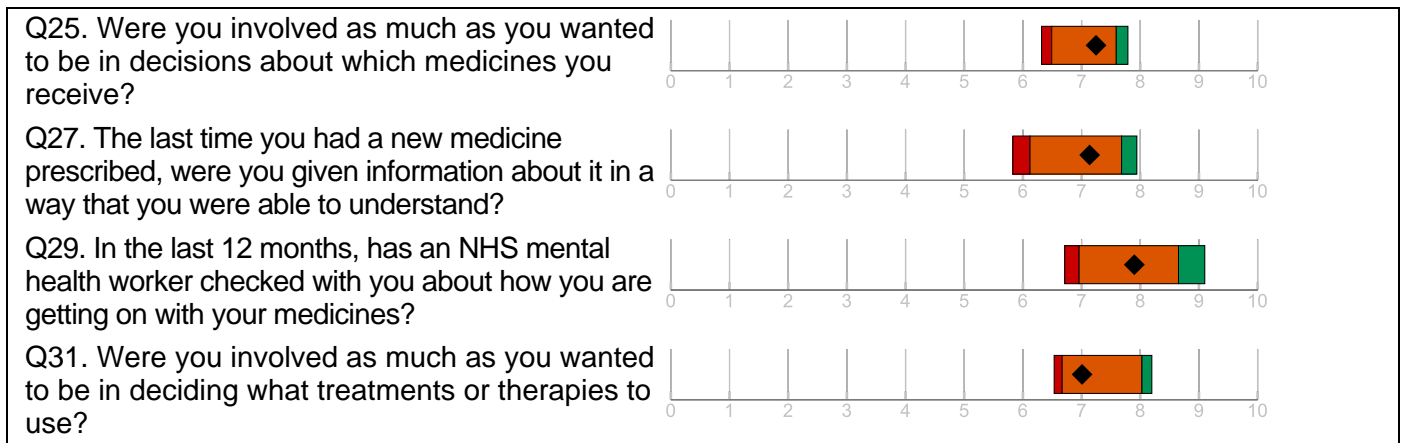 Q25. Were you involved as much as you wanted
to be in decisions about which medicines you
receive?
0 1 2 3 4 5 6 7 8 9 10
Q27. The last time you had a new medicine
prescribed, were you given information about it in a
way that you were able to understand?
0 1 2 3 4 5 6 7 8 9 10
Q29. In the last 12 months, has an NHS mental
health worker checked with you about how you are
getting on with your medicines?
0 1 2 3 4 5 6 7 8 9 10
Q31. Were you involved as much as you wanted
to be in deciding what treatments or therapies to
use?
0 1 2 3 4 5 6 7 8 9 10